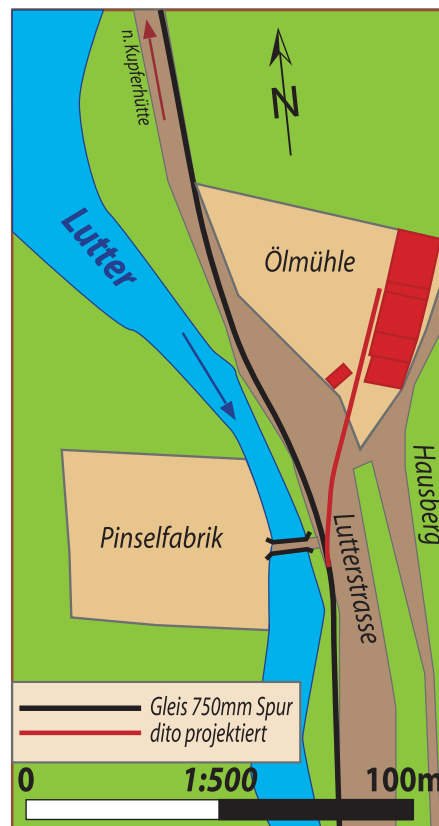 n. Kupferhütte
N
Lutter
Ölmühle
Hausberg
Pinselfabrik
Lutterstrasse
Gleis 750mm Spur
dito projektiert
0 1:500 100m